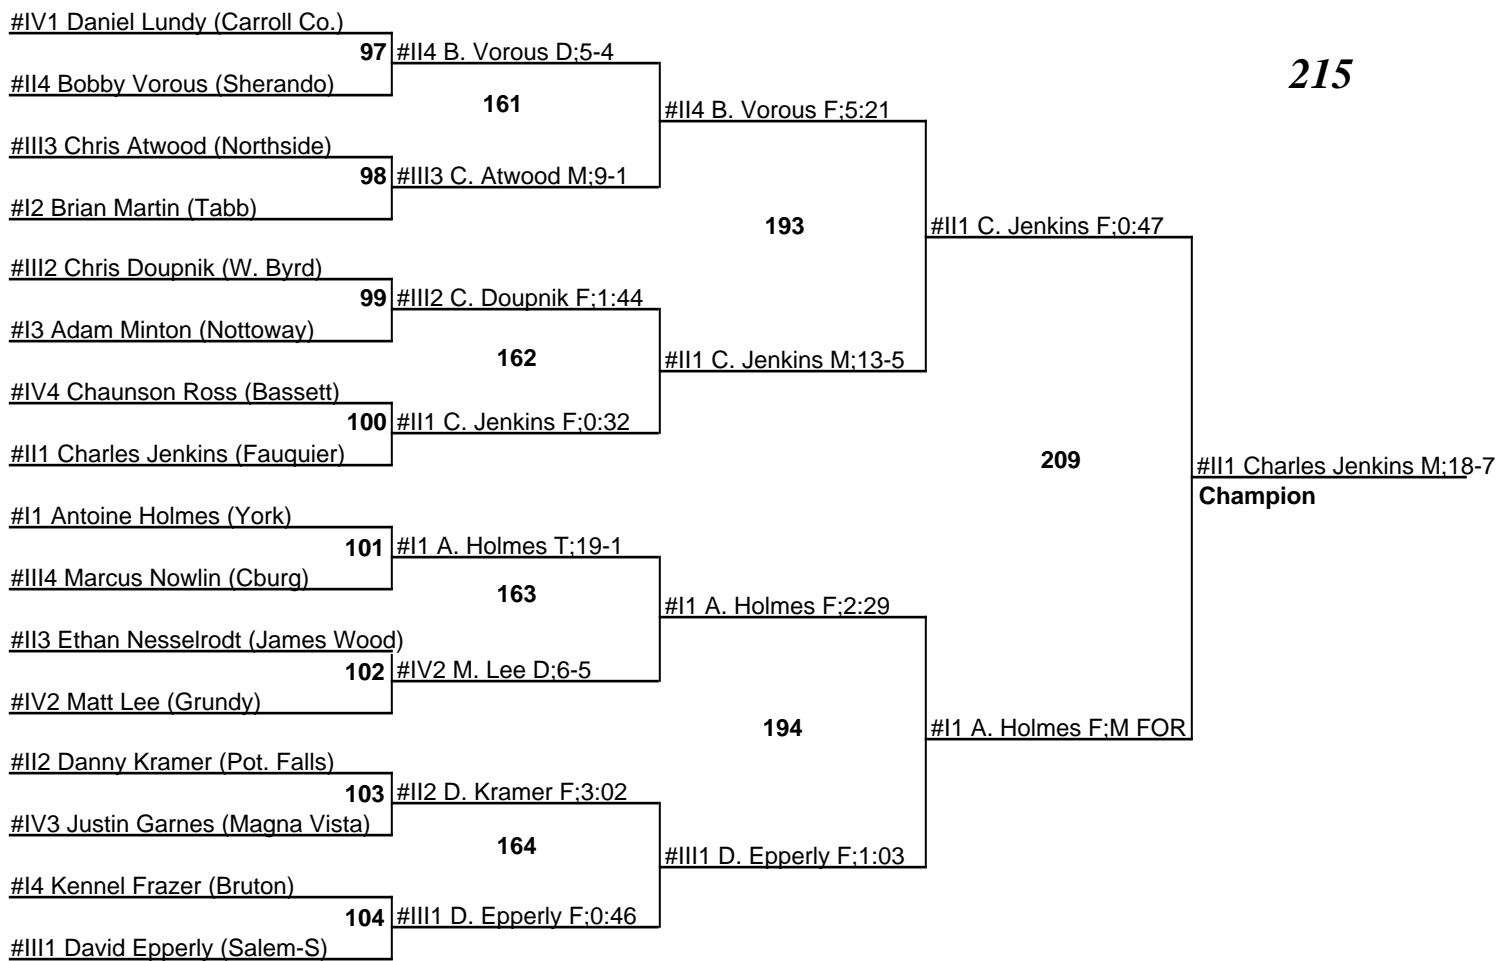 #IV1 Daniel Lundy (Carroll Co.)
97 #II4 B. Vorous D;5-4
215
#II4 Bobby Vorous (Sherando)
161
#II4 B. Vorous F;5:21
#III3 Chris Atwood (Northside)
98 #III3 C. Atwood M;9-1
#I2 Brian Martin (Tabb)
193
#II1 C. Jenkins F;0:47
#III2 Chris Doupnik (W. Byrd)
99 #III2 C. Doupnik F;1:44
#I3 Adam Minton (Nottoway)
162
#II1 C. Jenkins M;13-5
#IV4 Chaunson Ross (Bassett)
100 #II1 C. Jenkins F;0:32
#II1 Charles Jenkins (Fauquier)
209
#II1 Charles Jenkins M;18-7
Champion
#I1 Antoine Holmes (York)
101 #I1 A. Holmes T;19-1
#III4 Marcus Nowlin (Cburg)
163
#I1 A. Holmes F;2:29
#II3 Ethan Nesselrodt (James Wood)
102 #IV2 M. Lee D;6-5
#IV2 Matt Lee (Grundy)
194
#I1 A. Holmes F;M FOR
#II2 Danny Kramer (Pot. Falls)
103 #II2 D. Kramer F;3:02
#IV3 Justin Garnes (Magna Vista)
164
#III1 D. Epperly F;1:03
#I4 Kennel Frazer (Bruton)
104 #III1 D. Epperly F;0:46
#III1 David Epperly (Salem-S)